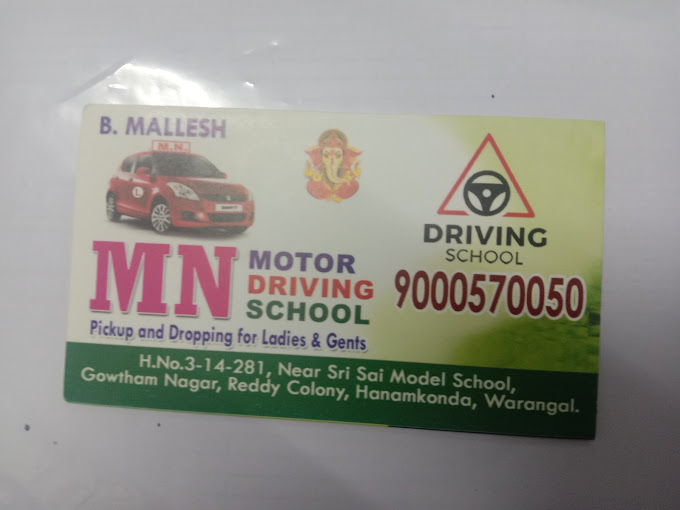 B. MALLESH
M.N.
L
DRIVING
SCHOOL
MN MOTOR
DRIVING
SCHOOL
9000570050
Pickup and Dropping for Ladies & Gents
H.No.3-14-281, Near Sri Sai Model School,
Gowtham Nagar, Reddy Colony, Hanamkonda, Warangal.